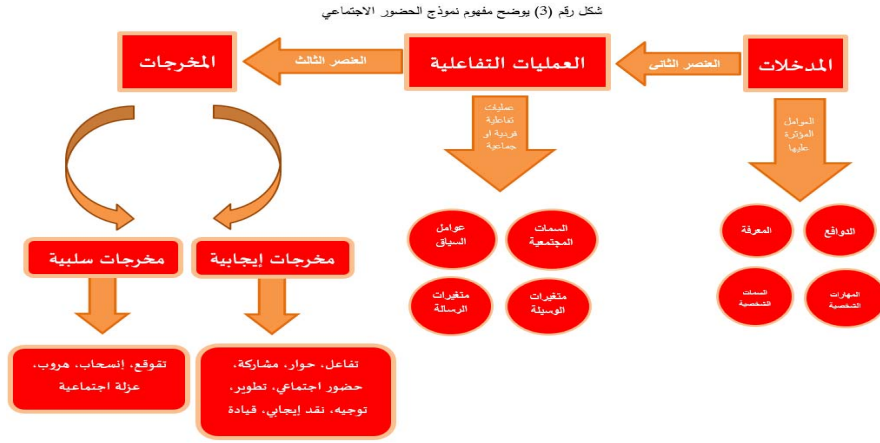 شكل رقم (3) يوضح مفهوم نموذج الحضور الاجتماعي
المدخلات
العنصر الثانى
العمليات التفاعلية
العنصر الثالث
المخرجات
العوامل
المؤثرة
عليها
عمليات
تفاعلية
فردية او
جماعية
الدوافع
المعرفة
المهارات
الشخصية
السمات
الشخصية
السمات
المجتمعية
عوامل
السياق
متغيرات
الوسيلة
متغيرات
الرسالة
مخرجات إيجابية
مخرجات سلبية
تفاعل، حوار، مشاركة،
حضور اجتماعي، تطوير،
توجيه، نقد إيجابي، قيادة
تقوقع، إنسحاب، هروب،
عزلة اجتماعية